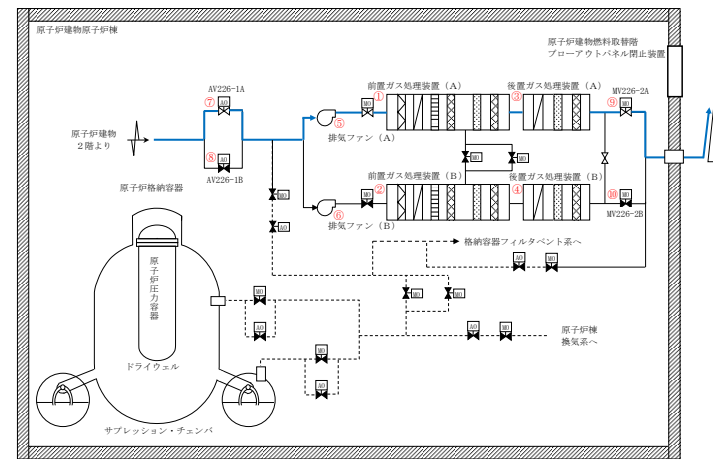 原子炉建物原子炉棟
原子炉建物燃料取替階
ブローアウトパネル閉止装置
AV226-1A
前置ガス処理装置（A）
後置ガス処理装置（A）
MV226-2A
⑦
AO
①
MO
③
⑨
MO
⑤
原子炉建物
２階より
排気ファン（A）
⑧
AO
MO
MO
AV226-1B
前置ガス処理装置（B）
後置ガス処理装置（B）
原子炉格納容器
MO
②
MO
④
⑩
MO
⑥
MV226-2B
排気ファン（B）
AO
格納容器フィルタベント系へ
AO
MO
原子炉圧力容器
MO
MO
MO
AO
AO
MO
原子炉棟
換気系へ
MO
ドライウェル
AO
サプレッション・チェンバ